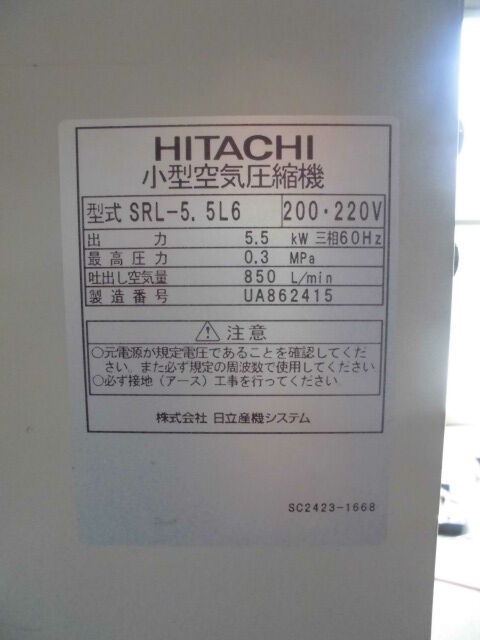 HITACHI
小型空気圧縮機
型式 SRL-5.5L6 200・220V
出力 5.5 kW 三相60Hz
最高圧力 0.3 MPa
吐出し空気量 850 L/min
製造番号 UA862415
⚠ 注意
○元電源が規定電圧であることを確認してくだ
さい。また必ず規定の周波数で使用してください
○必ず接地(アース)工事を行ってください。
株式会社 日立産機システム
SC2423-1668